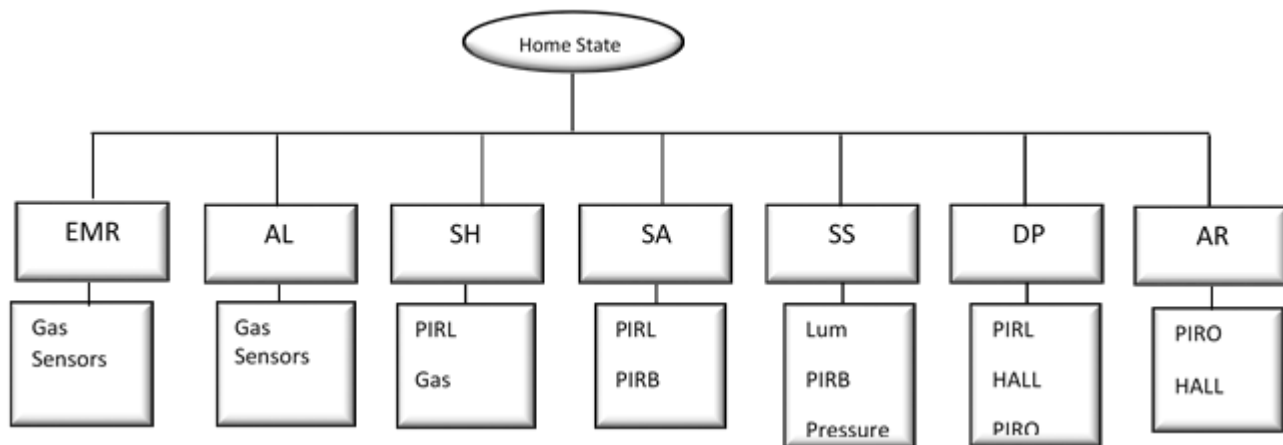 Home State
EMR
AL
SH
SA
SS
DP
AR
Gas
Sensors
Gas
Sensors
PIRL
Gas
PIRL
PIRB
Lum
PIRB
Pressure
PIRL
HALL
PIRO
PIRO
HALL